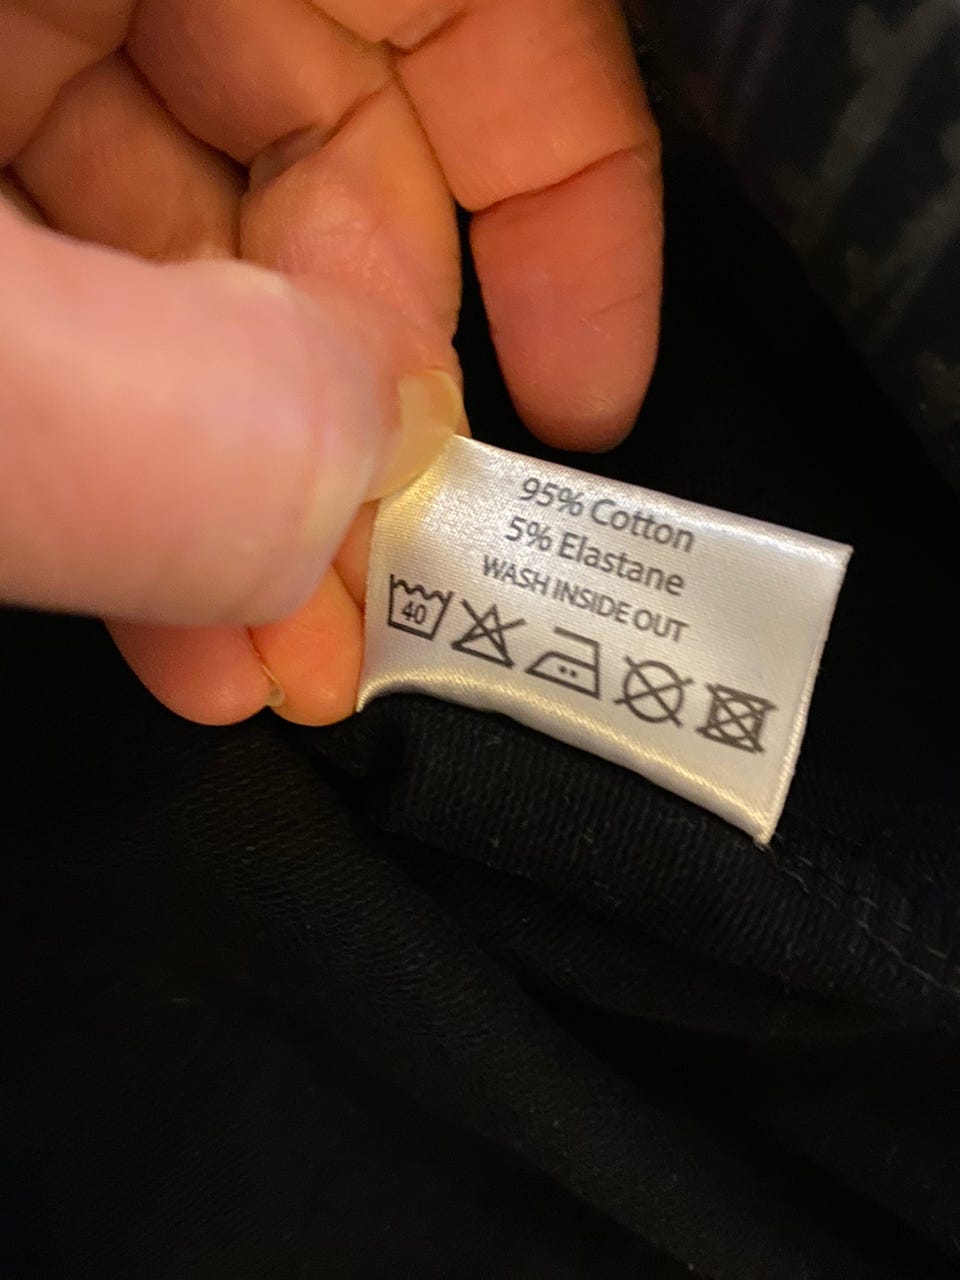 95% Cotton
5% Elastane
WASH INSIDE OUT
40